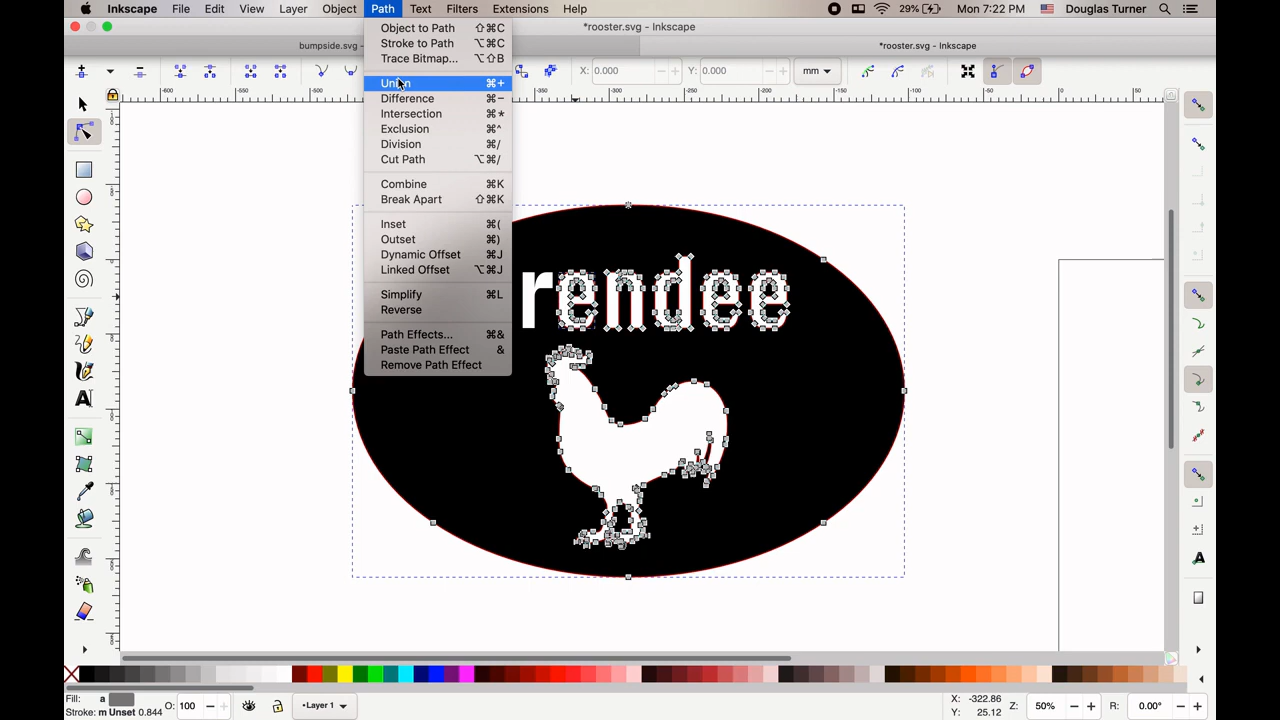 Inkscape File Edit View Layer Object Path Text Filters Extensions Help 29% Mon 7:22 PM Douglas Turner
*rooster.svg - Inkscape
bumpside.svg - *rooster.svg - Inkscape
X: 0.000 Y: 0.000 mm
Object to Path ⇧⌘C
Stroke to Path ⌥⌘C
Trace Bitmap... ⌥⇧B
Union ⌘+
Difference ⌘−
Intersection ⌘*
Exclusion ⌘^
Division ⌘/
Cut Path ⌥⌘/
Combine ⌘K
Break Apart ⇧⌘K
Inset ⌘(
Outset ⌘)
Dynamic Offset ⌘J
Linked Offset ⌥⌘J
Simplify ⌘L
Reverse
Path Effects... ⌘&
Paste Path Effect &
Remove Path Effect
rendee
Fill: a O: 100 •Layer 1 X: -322.86 Z: 50% R: 0.00°
Stroke: m Unset 0.844 Y: 25.12